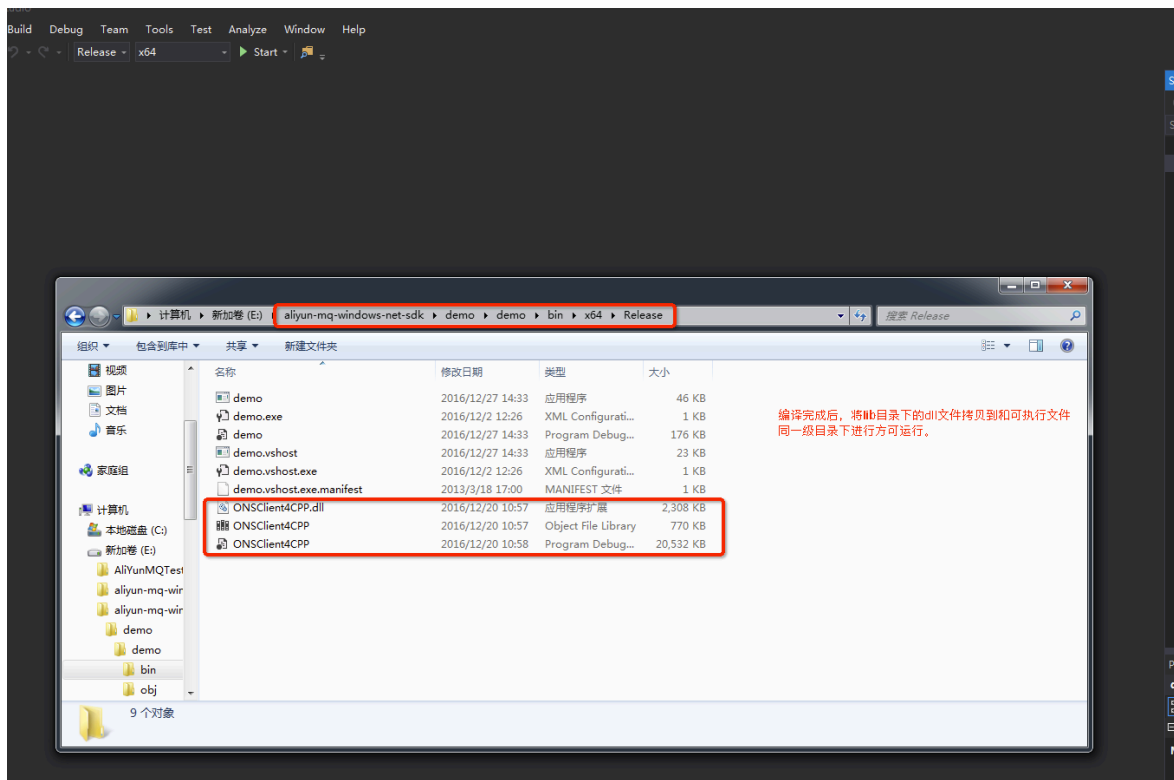 Build Debug Team Tools Test Analyze Window Help
Release x64 Start
计算机 新加卷 (E:) aliyun-mq-windows-net-sdk demo demo bin x64 Release 搜索 Release
组织 包含到库中 共享 新建文件夹
视频
图片
文档
音乐
家庭组
计算机
本地磁盘 (C:)
新加卷 (E:)
AliYunMQTest
aliyun-mq-wir
aliyun-mq-wir
demo
demo
bin
obj
名称 修改日期 类型 大小
demo 2016/12/27 14:33 应用程序 46 KB
demo.exe 2016/12/2 12:26 XML Configurati... 1 KB
demo 2016/12/27 14:33 Program Debug... 176 KB
demo.vshost 2016/12/27 14:33 应用程序 23 KB
demo.vshost.exe 2016/12/2 12:26 XML Configurati... 1 KB
demo.vshost.exe.manifest 2013/3/18 17:00 MANIFEST 文件 1 KB
ONSClient4CPP.dll 2016/12/20 10:57 应用程序扩展 2,308 KB
ONSClient4CPP 2016/12/20 10:57 Object File Library 770 KB
ONSClient4CPP 2016/12/20 10:58 Program Debug... 20,532 KB
编译完成后，将lib目录下的dll文件拷贝到和可执行文件
同一级目录下进行方可运行。
9 个对象